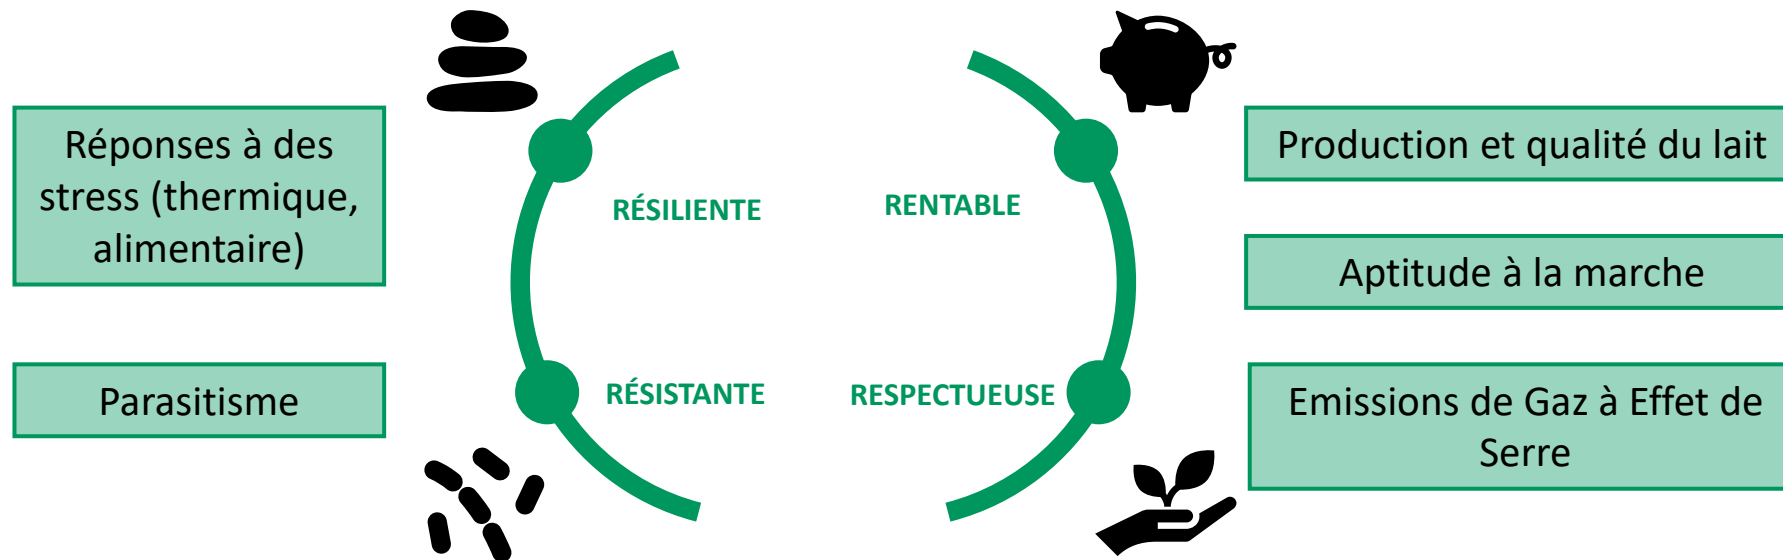 Réponses à des
stress (thermique,
alimentaire)
Parasitisme
RÉSILIENTE
RÉSISTANTE
RENTABLE
RESPECTUEUSE
Production et qualité du lait
Aptitude à la marche
Emissions de Gaz à Effet de
Serre